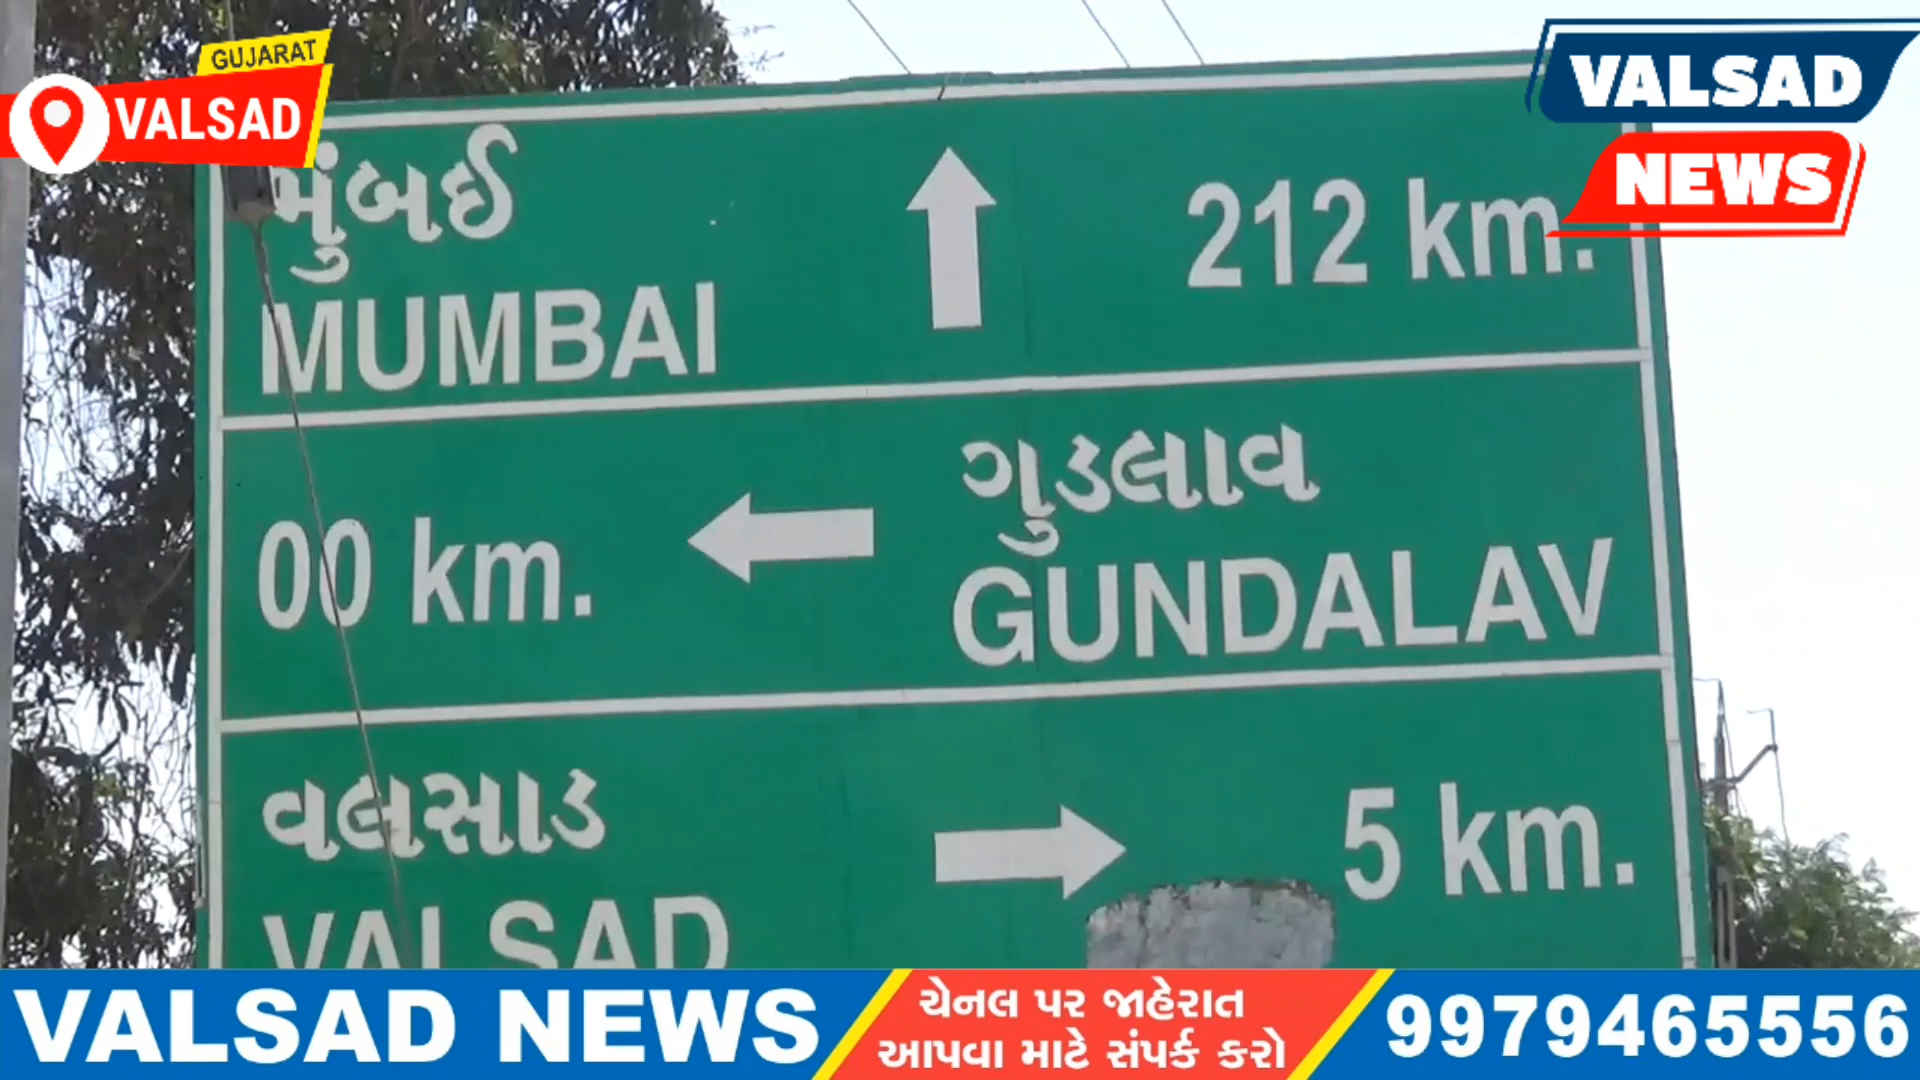 GUJARAT
VALSAD
VALSAD
NEWS
મુંબઈ
MUMBAI
212 km.
00 km.
ગુડલાવ
GUNDALAV
વલસાડ
VALSAD
5 km.
VALSAD NEWS
ચેનલ પર જાહેરાત
આપવા માટે સંપર્ક કરો
9979465556